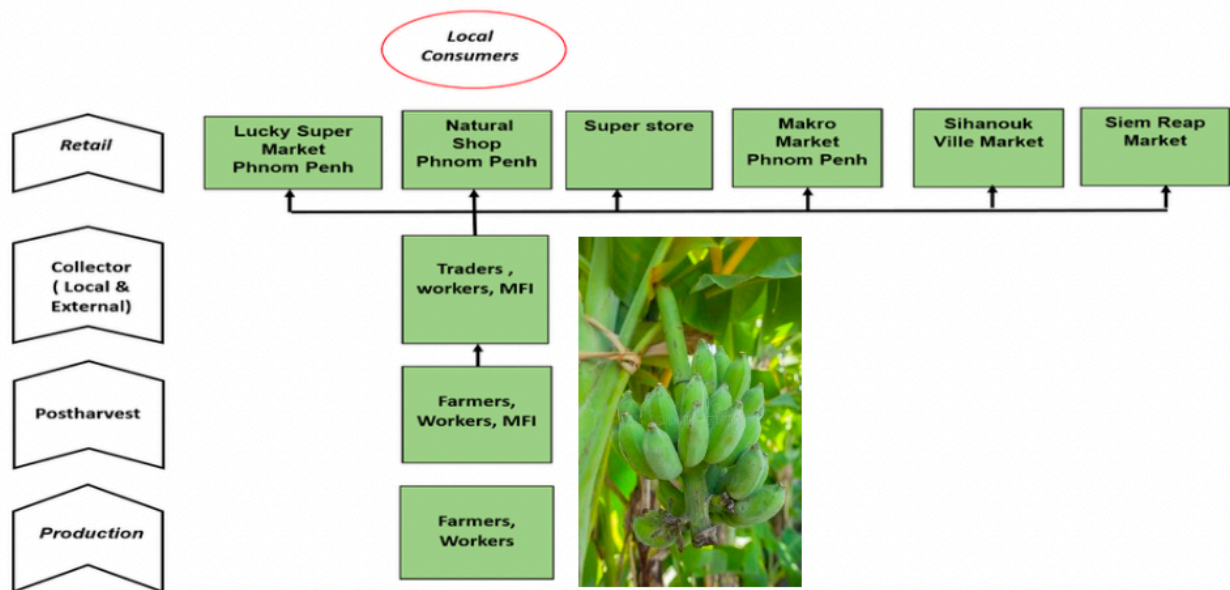 Local
Consumers
Retail
Lucky Super
Market
Phnom Penh
Natural
Shop
Phnom Penh
Super store
Makro
Market
Phnom Penh
Sihanouk
Ville Market
Siem Reap
Market
Collector
( Local &
External)
Traders ,
workers, MFI
Postharvest
Farmers,
Workers, MFI
Production
Farmers,
Workers